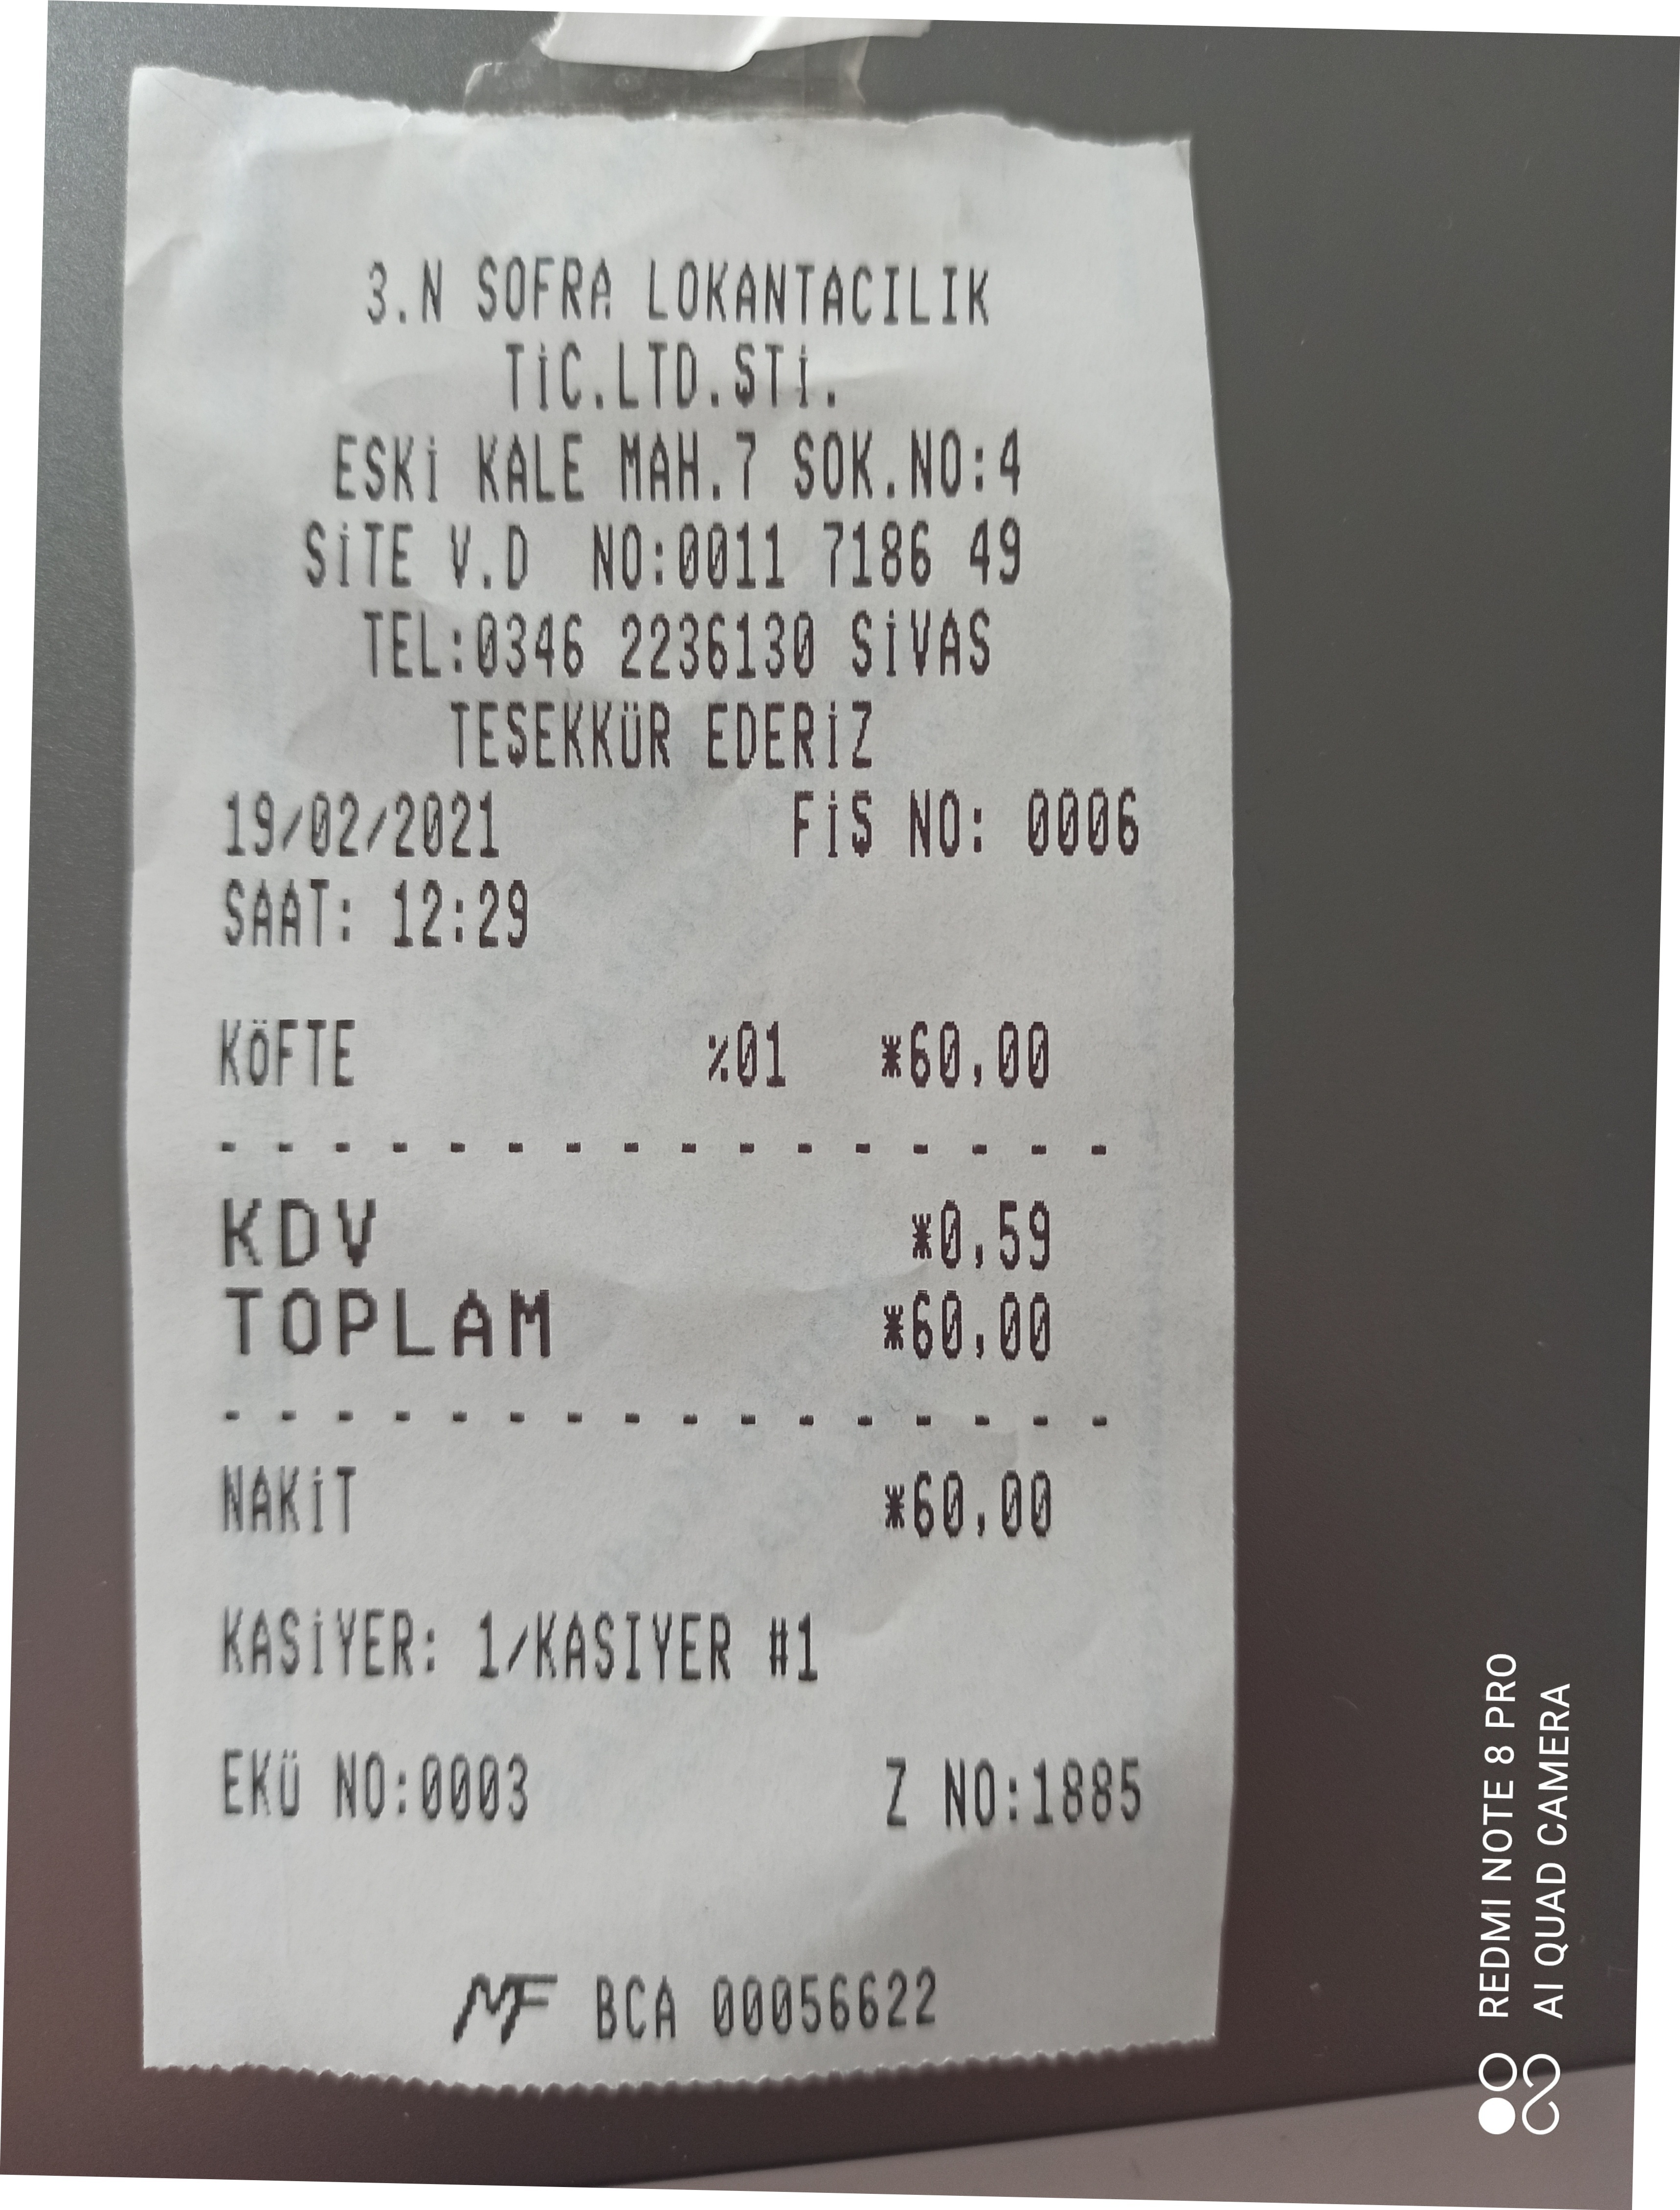 3.N SOFRA LOKANTACILIK
TİC.LTD.ŞTİ.
ESKİ KALE MAH.7 SOK.NO:4
SİTE V.D NO:0011 7186 49
TEL:0346 2236130 SİVAS
TEŞEKKÜR EDERİZ
19/02/2021 FİŞ NO: 0006
SAAT: 12:29
KÖFTE %01 *60,00
- - - - - - - - - - - - - - - -
KDV *0,59
TOPLAM *60,00
- - - - - - - - - - - - - - - -
NAKİT *60,00
KASİYER: 1/KASIYER #1
EKÜ NO:0003 Z NO:1885
MF BCA 00056622
REDMI NOTE 8 PRO
AI QUAD CAMERA